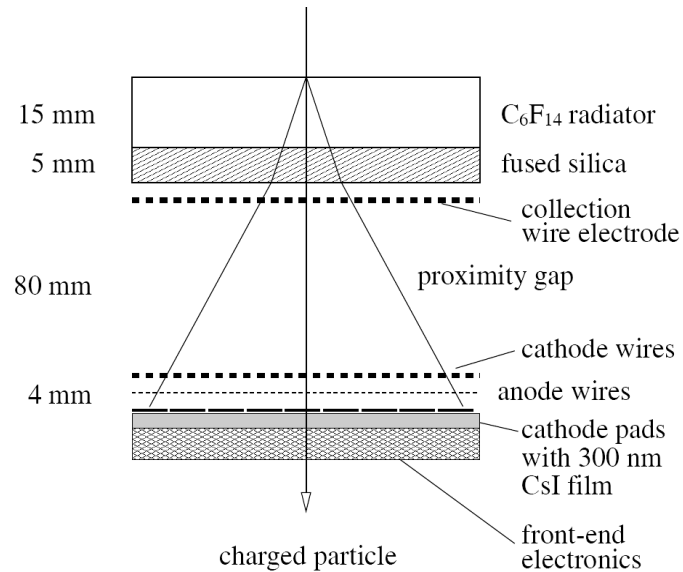 15 mm
C₆F₁₄ radiator
5 mm
fused silica
collection
wire electrode
80 mm
proximity gap
cathode wires
4 mm
anode wires
cathode pads
with 300 nm
CsI film
front-end
electronics
charged particle